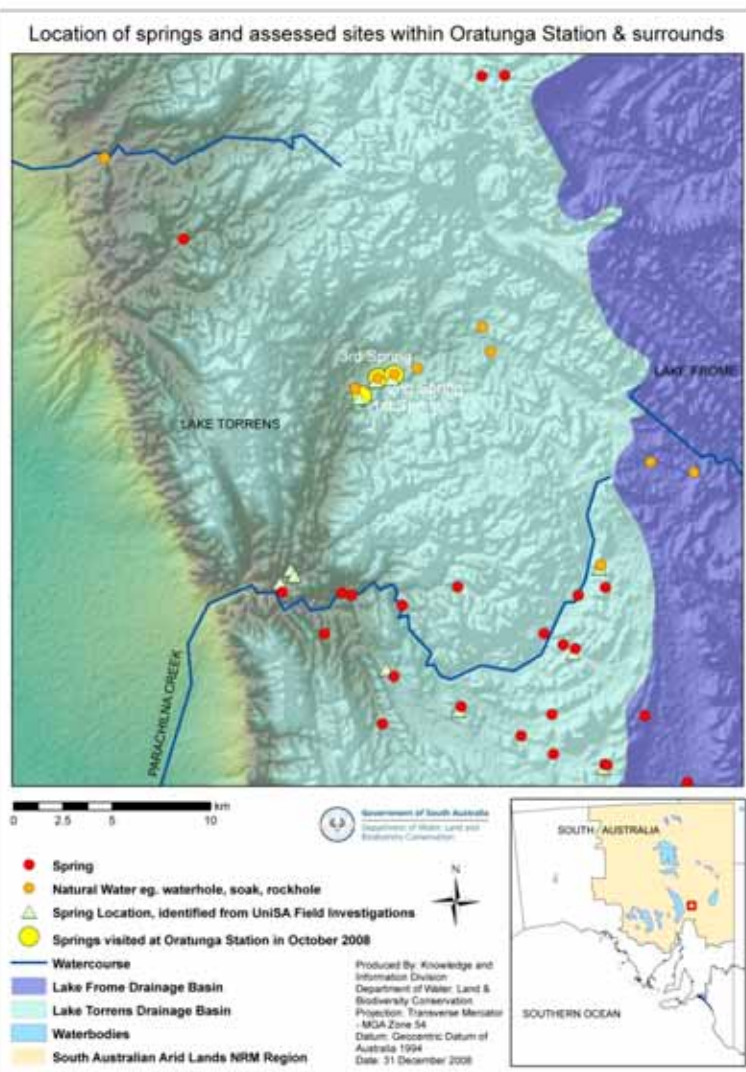 Location of springs and assessed sites within Oratunga Station & surrounds
3rd Spring
Spring
LAKE FROME
LAKE TORRENS
PARACHILNA CREEK
km
0 2.5 5 10
Government of South Australia
Department of Water, Land and
Biodiversity Conservation
SOUTH AUSTRALIA
Spring
Natural Water eg. waterhole, soak, rockhole
N
Spring Location, identified from UniSA Field Investigations
Springs visited at Oratunga Station in October 2008
Watercourse
Lake Frome Drainage Basin
Lake Torrens Drainage Basin
Waterbodies
South Australian Arid Lands NRM Region
Produced By: Knowledge and
Information Division
Department of Water, Land &
Biodiversity Conservation
Projection: Transverse Mercator
- MGA Zone 54
Datum: Geocentric Datum of
Australia 1994
Date: 31 December 2008
SOUTHERN OCEAN